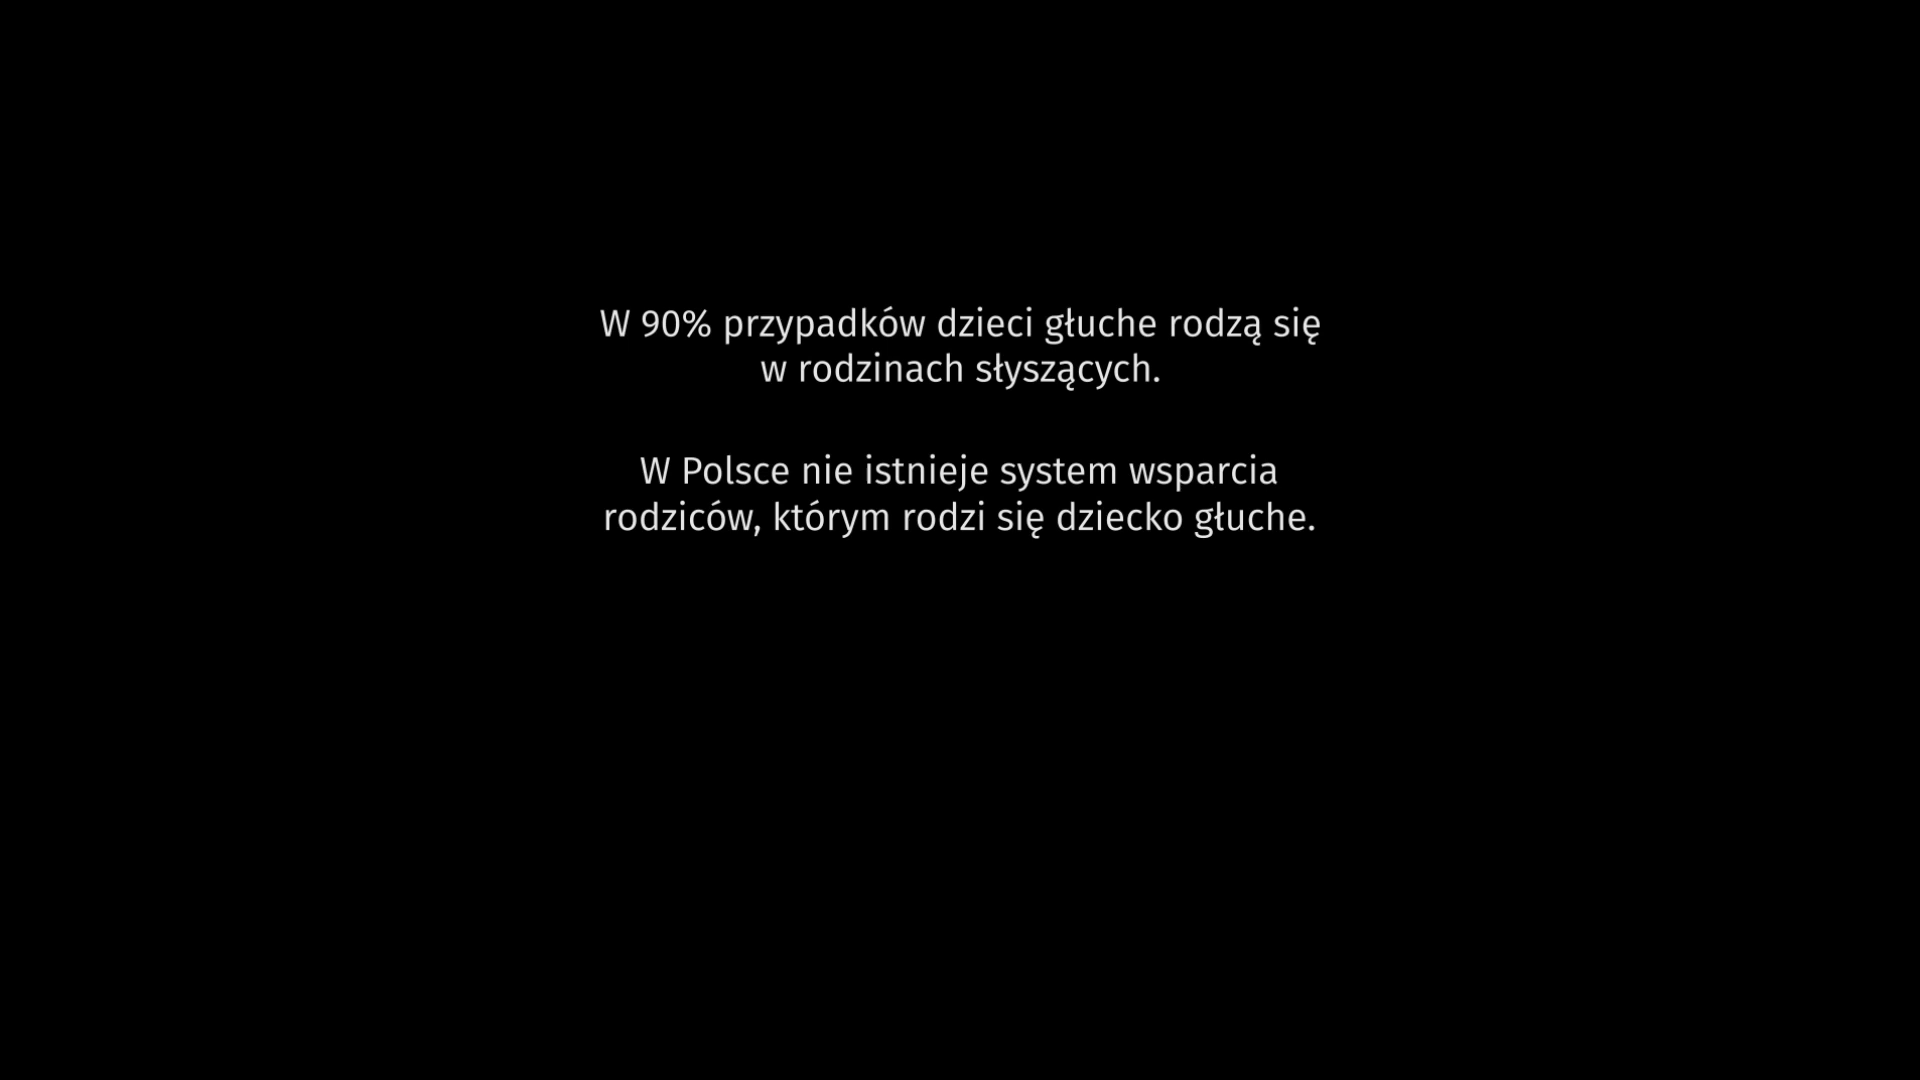 W 90% przypadków dzieci głuche rodzą się
w rodzinach słyszących.
W Polsce nie istnieje system wsparcia
rodziców, którym rodzi się dziecko głuche.